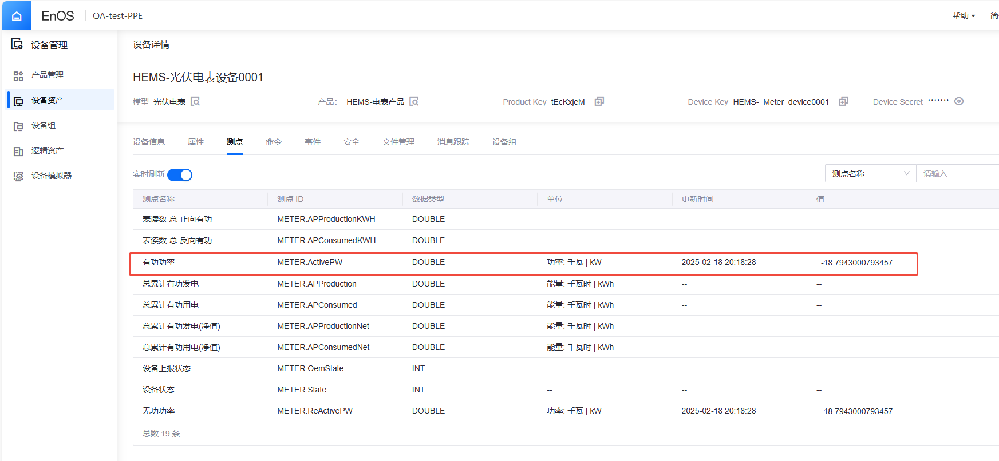 EnOS QA-test-PPE 帮助 简
设备管理
产品管理
设备资产
设备组
逻辑资产
设备模拟器
设备详情
HEMS-光伏电表设备0001
模型 光伏电表 产品： HEMS-电表产品 Product Key tEcKxjeM Device Key HEMS-_Meter_device0001 Device Secret *******
设备信息 属性 测点 命令 事件 安全 文件管理 消息跟踪 设备组
实时刷新 测点名称 请输入
测点名称 测点 ID 数据类型 单位 更新时间 值
表读数-总-正向有功 METER.APProductionKWH DOUBLE -- -- --
表读数-总-反向有功 METER.APConsumedKWH DOUBLE -- -- --
有功功率 METER.ActivePW DOUBLE 功率: 千瓦 | kW 2025-02-18 20:18:28 -18.7943000793457
总累计有功发电 METER.APProduction DOUBLE 能量: 千瓦时 | kWh -- --
总累计有功用电 METER.APConsumed DOUBLE 能量: 千瓦时 | kWh -- --
总累计有功发电(净值) METER.APProductionNet DOUBLE 能量: 千瓦时 | kWh -- --
总累计有功用电(净值) METER.APConsumedNet DOUBLE 能量: 千瓦时 | kWh -- --
设备上报状态 METER.OemState INT -- -- --
设备状态 METER.State INT -- -- --
无功功率 METER.ReActivePW DOUBLE 功率: 千瓦 | kW 2025-02-18 20:18:28 -18.7943000793457
总数 19 条